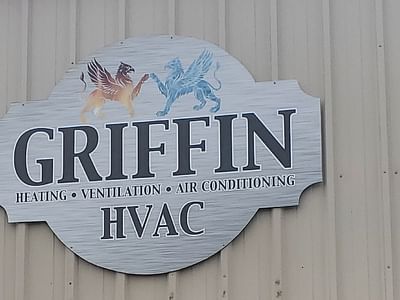 GRIFFIN
HEATING • VENTILATION • AIR CONDITIONING
HVAC